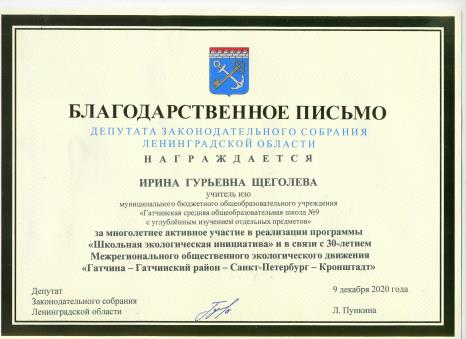 БЛАГОДАРСТВЕННОЕ ПИСЬМО
ДЕПУТАТА ЗАКОНОДАТЕЛЬНОГО СОБРАНИЯ
ЛЕНИНГРАДСКОЙ ОБЛАСТИ
НАГРАЖДАЕТСЯ
ИРИНА ГУРЬЕВНА ЩЕГОЛЕВА
учитель изо
муниципального бюджетного общеобразовательного учреждения
«Гатчинская средняя общеобразовательная школа №9
с углублённым изучением отдельных предметов»
за многолетнее активное участие в реализации программы
«Школьная экологическая инициатива» и в связи с 30-летием
Межрегионального общественного экологического движения
«Гатчина – Гатчинский район – Санкт-Петербург – Кронштадт»
Депутат
Законодательного собрания
Ленинградской области
9 декабря 2020 года
Л. Пункина